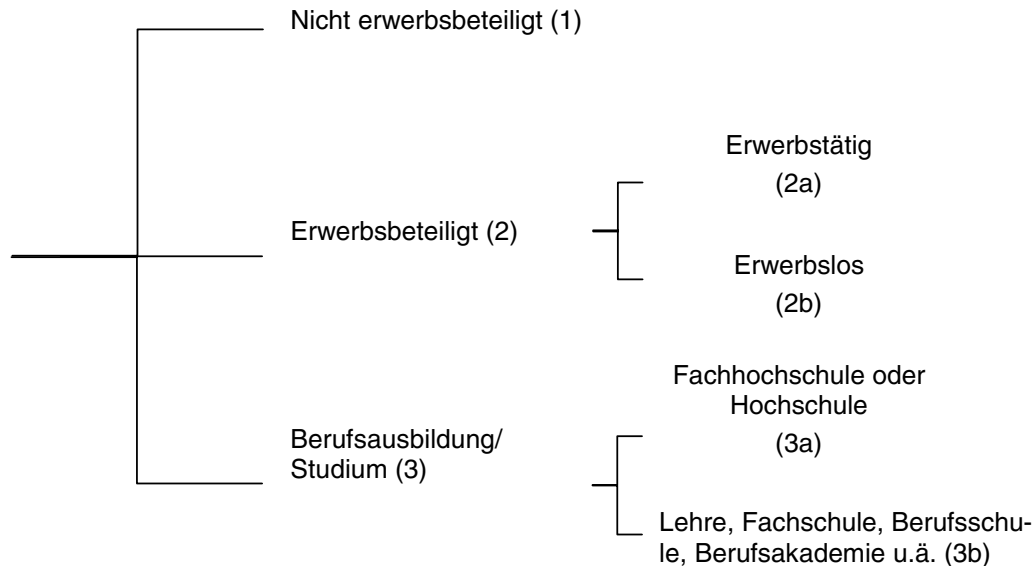 Nicht erwerbsbeteiligt (1)
Erwerbstätig
(2a)
Erwerbsbeteiligt (2)
Erwerbslos
(2b)
Fachhochschule oder
Hochschule
(3a)
Berufsausbildung/
Studium (3)
Lehre, Fachschule, Berufsschu-
le, Berufsakademie u.ä. (3b)